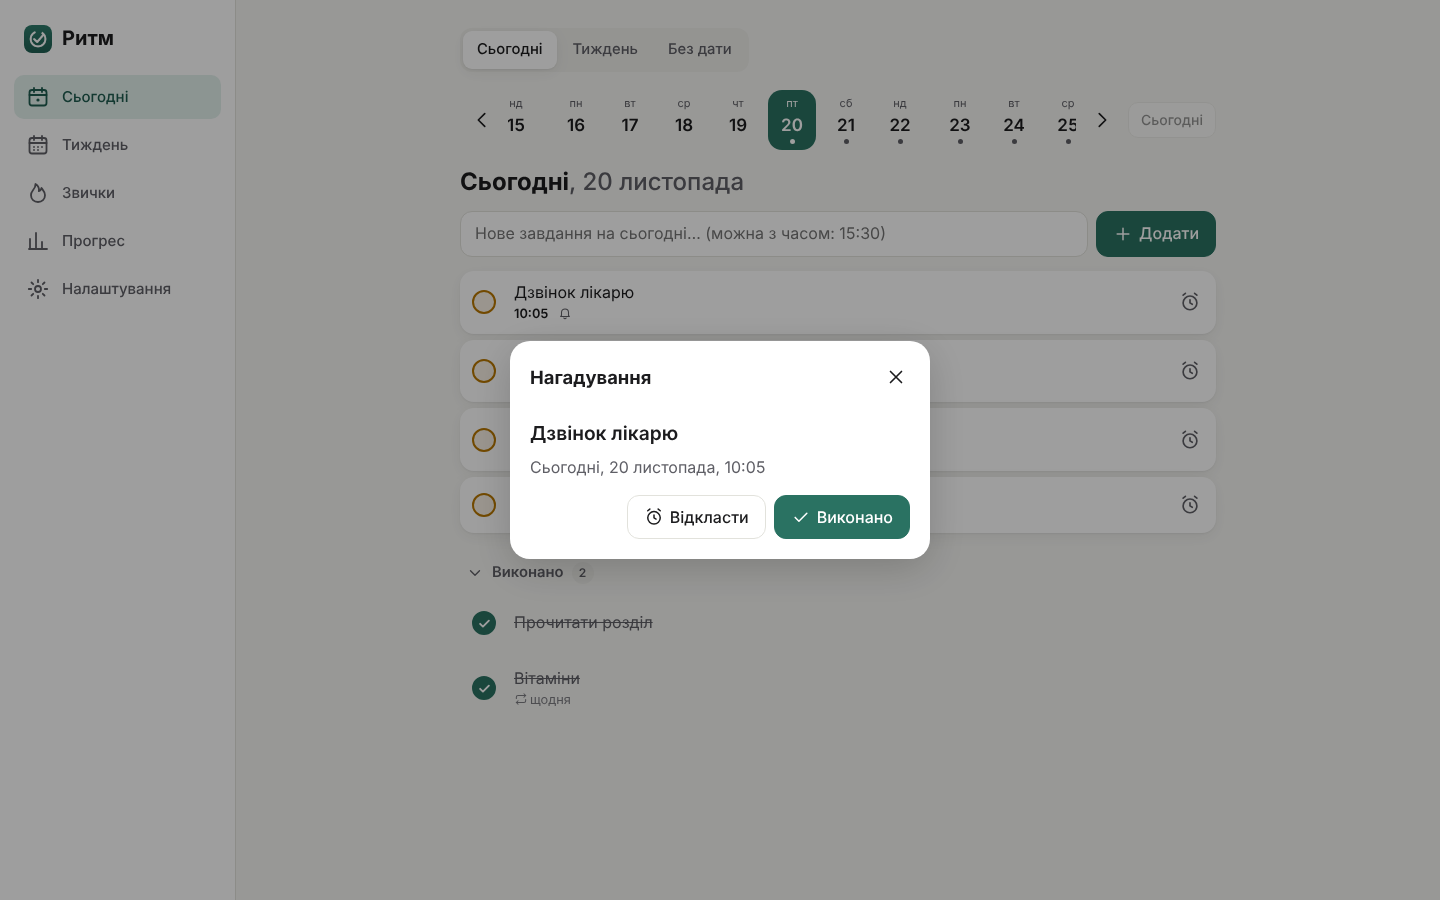 Ритм
Сьогодні
Тиждень
Звички
Прогрес
Налаштування
Сьогодні Тиждень Без дати
нд пн вт ср чт пт сб нд пн вт ср
15 16 17 18 19 20 21 22 23 24 25
Сьогодні
Сьогодні, 20 листопада
Нове завдання на сьогодні... (можна з часом: 15:30)
Додати
Дзвінок лікарю
10:05
Нагадування
Дзвінок лікарю
Сьогодні, 20 листопада, 10:05
Відкласти Виконано
Виконано 2
Прочитати розділ
Вітаміни
щодня